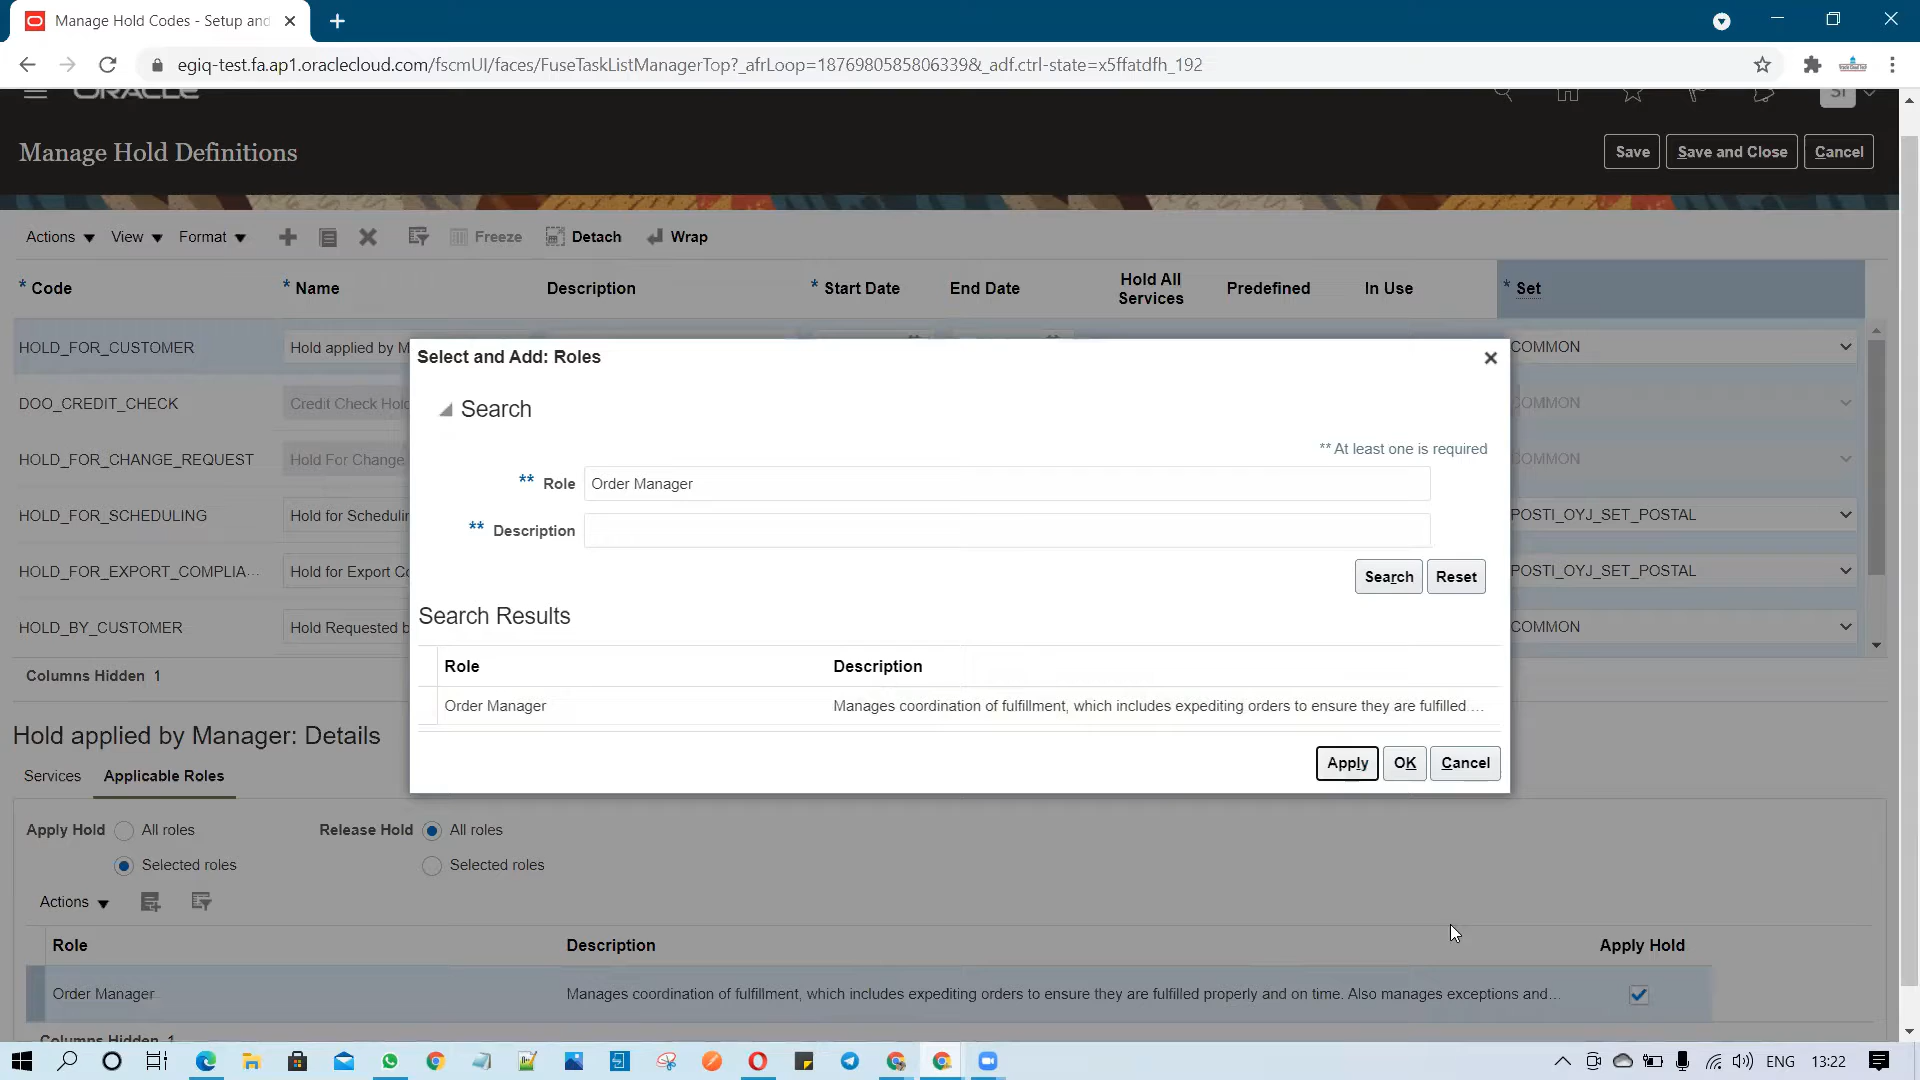 Manage Hold Codes - Setup and
egiq-test.fa.ap1.oraclecloud.com/fscmUI/faces/FuseTaskListManagerTop?_afrLoop=1876980585806339&_adf.ctrl-state=x5ffatdfh_192
ORACLE
SI
Manage Hold Definitions
Save Save and Close Cancel
Actions View Format Freeze Detach Wrap
* Code * Name Description * Start Date End Date Hold All Services Predefined In Use * Set
HOLD_FOR_CUSTOMER Hold applied by M COMMON
DOO_CREDIT_CHECK Credit Check Hold COMMON
HOLD_FOR_CHANGE_REQUEST Hold For Change COMMON
HOLD_FOR_SCHEDULING Hold for Schedulin POSTI_OYJ_SET_POSTAL
HOLD_FOR_EXPORT_COMPLIA... Hold for Export Co POSTI_OYJ_SET_POSTAL
HOLD_BY_CUSTOMER Hold Requested b COMMON
Columns Hidden 1
Select and Add: Roles
Search
** At least one is required
** Role Order Manager
** Description
Search Reset
Search Results
Role Description
Order Manager Manages coordination of fulfillment, which includes expediting orders to ensure they are fulfilled ...
Apply OK Cancel
Hold applied by Manager: Details
Services Applicable Roles
Apply Hold All roles Release Hold All roles
Selected roles Selected roles
Actions
Role Description Apply Hold
Order Manager Manages coordination of fulfillment, which includes expediting orders to ensure they are fulfilled properly and on time. Also manages exceptions and...
Columns Hidden 1
ENG 13:22